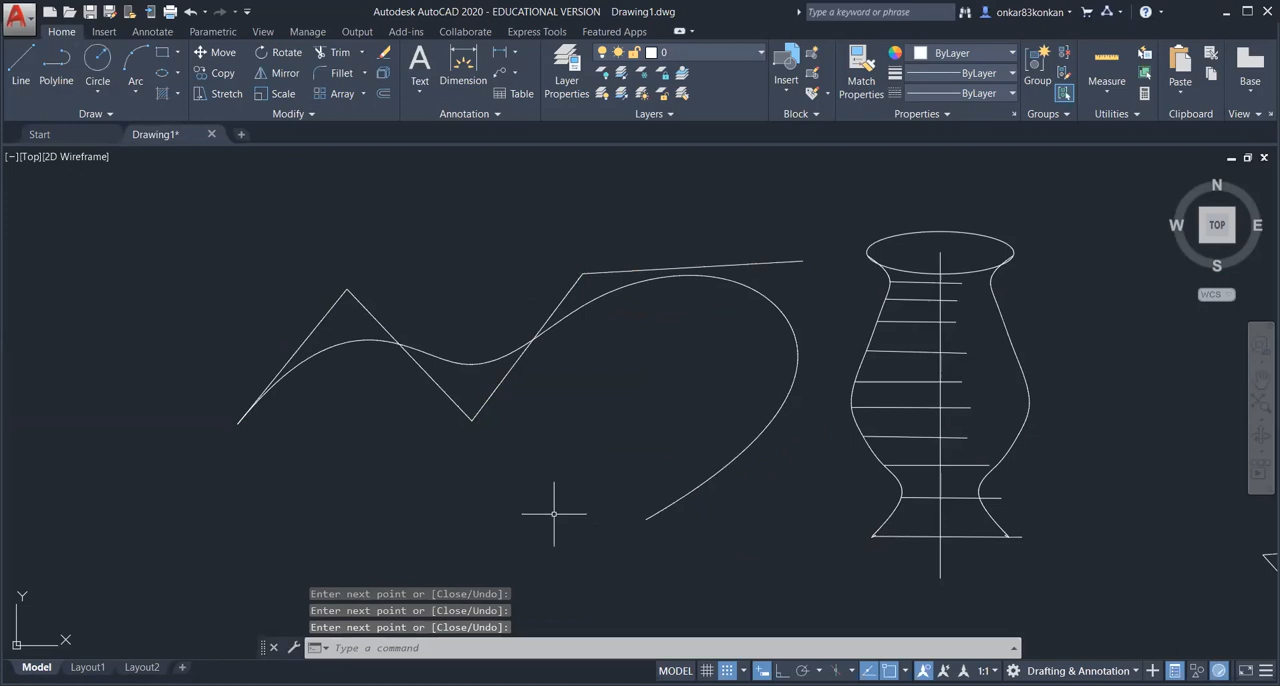 Autodesk AutoCAD 2020 - EDUCATIONAL VERSION Drawing1.dwg
Type a keyword or phrase
onkar83konkan
Home Insert Annotate Parametric View Manage Output Add-ins Collaborate Express Tools Featured Apps
Line Polyline Circle Arc
Move Rotate Trim
Copy Mirror Fillet
Stretch Scale Array
Text Dimension Table
Layer Properties
0
Insert
Match Properties
ByLayer
ByLayer
ByLayer
Group
Measure
Paste
Base
Draw Modify Annotation Layers Block Properties Groups Utilities Clipboard View
Start Drawing1*
[−][Top][2D Wireframe]
N
W TOP E
S
WCS
Y
X
Enter next point or [Close/Undo]:
Enter next point or [Close/Undo]:
Enter next point or [Close/Undo]:
Type a command
Model Layout1 Layout2
MODEL 1:1 Drafting & Annotation